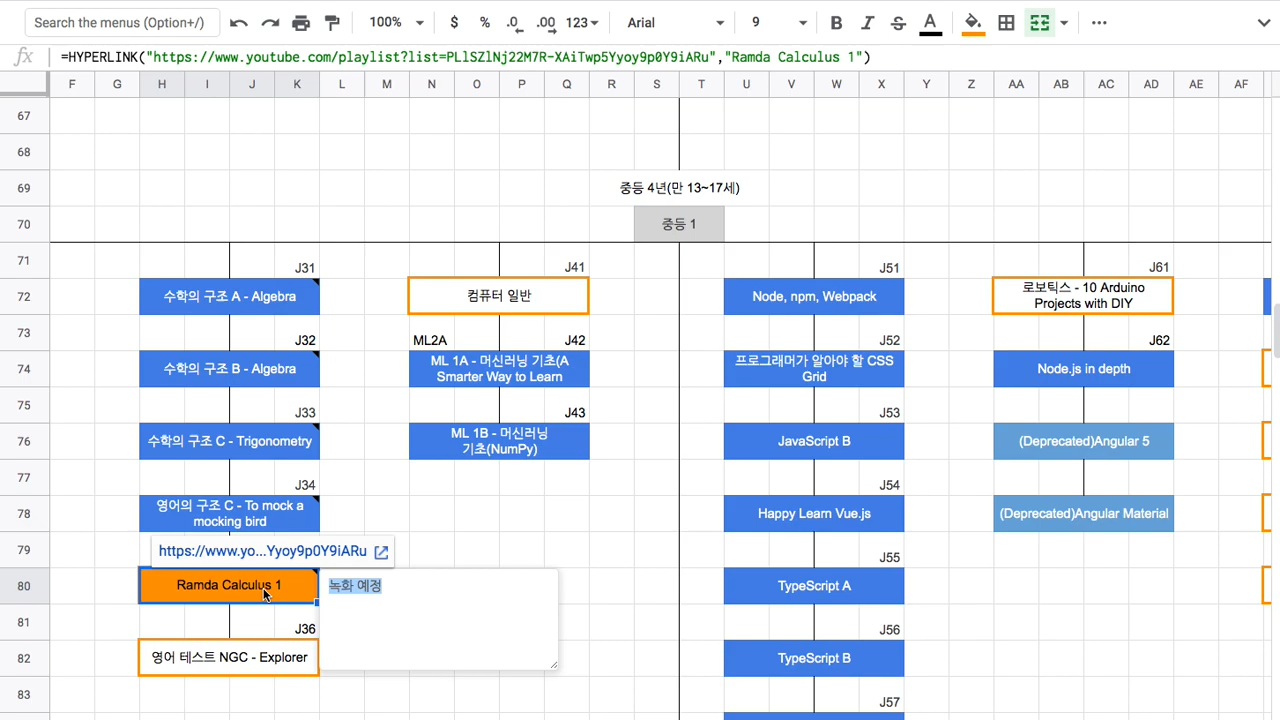 Search the menus (Option+/)
100%
$ % .0 .00 123
Arial
9
B I S A
fx
=HYPERLINK("https://www.youtube.com/playlist?list=PLlSZlNj22M7R-XAiTwp5Yyoy9p0Y9iARu","Ramda Calculus 1")
F G H I J K L M N O P Q R S T U V W X Y Z AA AB AC AD AE AF
67
68
69
중등 4년(만 13~17세)
70
중등 1
71
J31
J41
J51
J61
72
수학의 구조 A - Algebra
컴퓨터 일반
Node, npm, Webpack
로보틱스 - 10 Arduino
Projects with DIY
73
J32
ML2A
J42
J52
J62
74
수학의 구조 B - Algebra
ML 1A - 머신러닝 기초(A
Smarter Way to Learn
프로그래머가 알아야 할 CSS
Grid
Node.js in depth
75
J33
J43
J53
76
수학의 구조 C - Trigonometry
ML 1B - 머신러닝
기초(NumPy)
JavaScript B
(Deprecated)Angular 5
77
J34
J54
78
영어의 구조 C - To mock a
mocking bird
Happy Learn Vue.js
(Deprecated)Angular Material
79
https://www.yo...Yyoy9p0Y9iARu
J55
80
Ramda Calculus 1
녹화 예정
TypeScript A
81
J36
J56
82
영어 테스트 NGC - Explorer
TypeScript B
83
J57